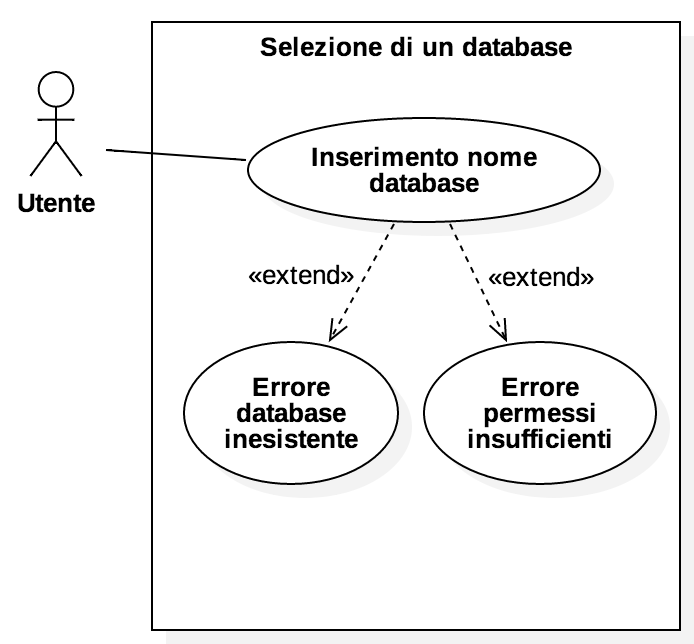 Selezione di un database
Inserimento nome
database
Utente
«extend»
«extend»
Errore
database
inesistente
Errore
permessi
insufficienti